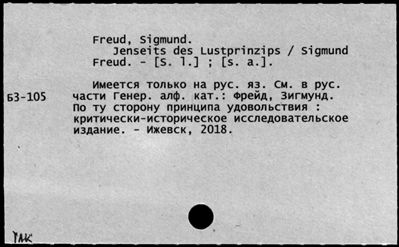 Freud, Sigmund.
Jenseits des Lustprinzips / Sigmund
Freud. - [S. l.] ; [s. a.].
Имеется только на рус. яз. См. в рус.
части Генер. алф. кат.: Фрейд, Зигмунд.
Б3-105
По ту сторону принципа удовольствия :
критически-историческое исследовательское
издание. - Ижевск, 2018.